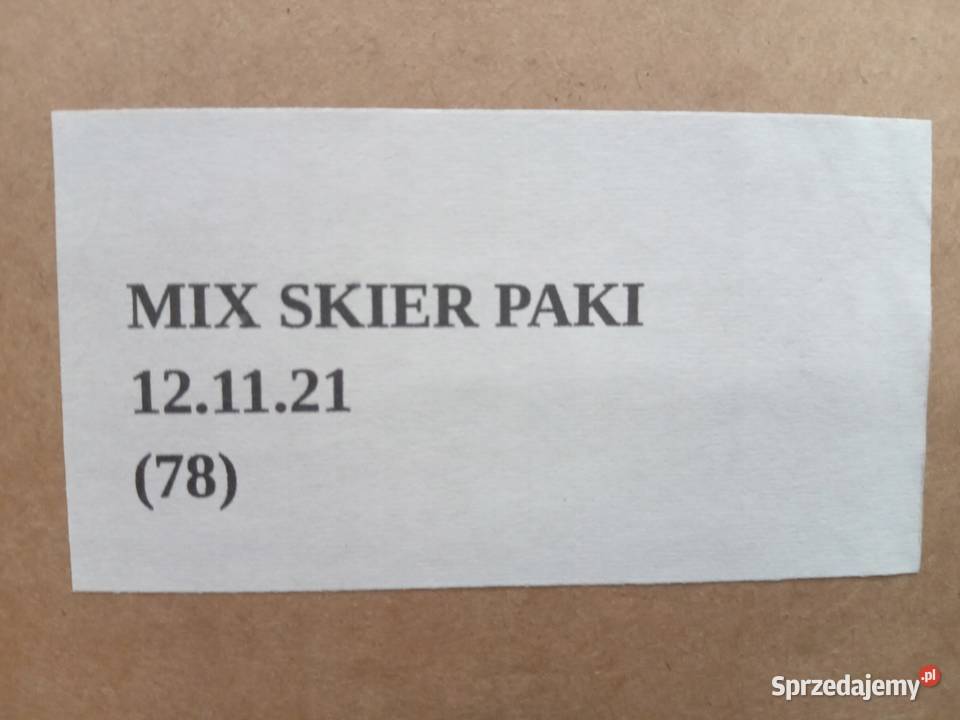 MIX SKIER PAKI
12.11.21
(78)
Sprzedajemy.pl